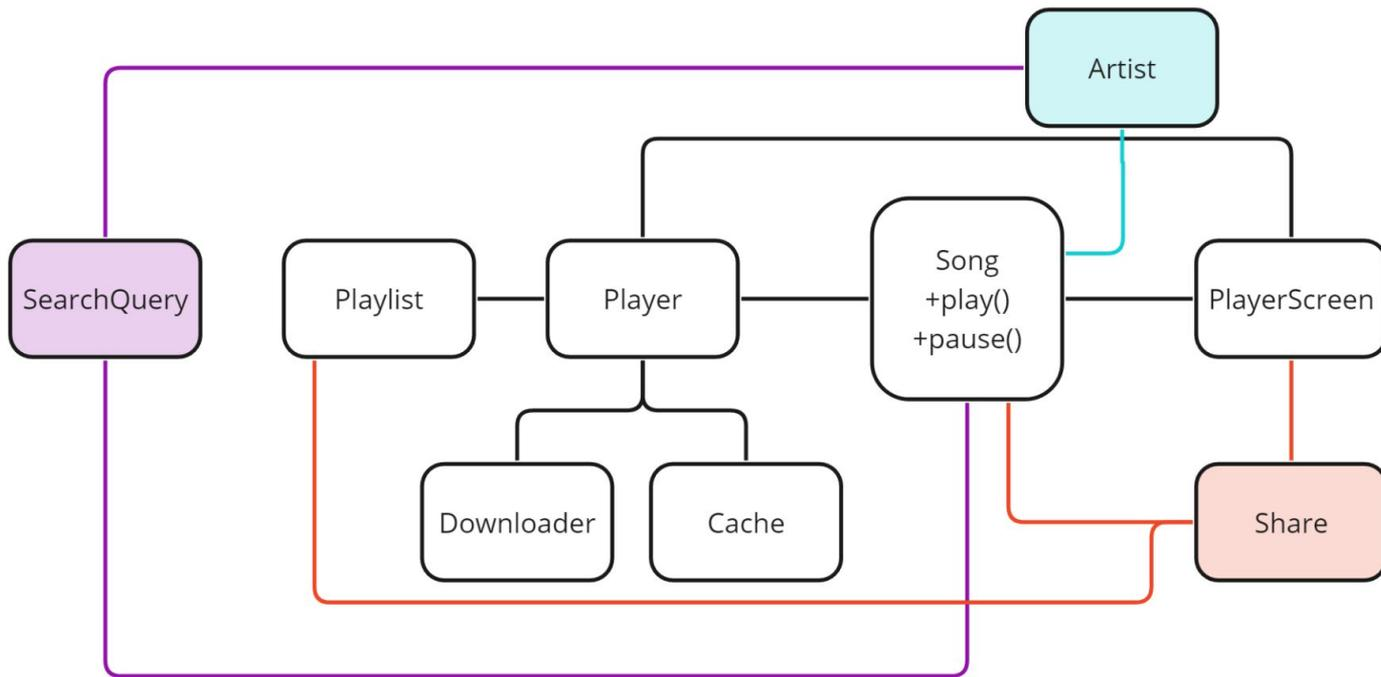 Artist
SearchQuery
Playlist
Player
Song
+play()
+pause()
PlayerScreen
Downloader
Cache
Share